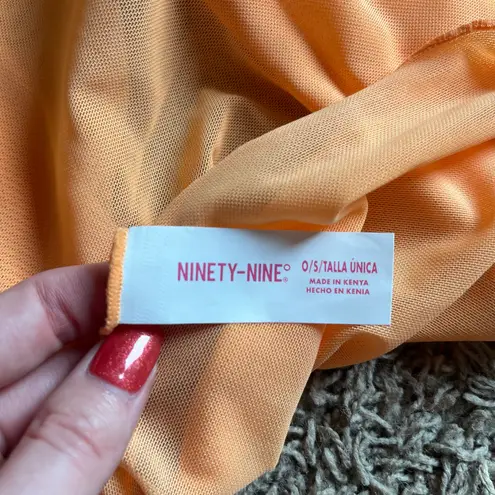 NINETY-NINE°®
O/S/TALLA ÚNICA
MADE IN KENYA
HECHO EN KENIA